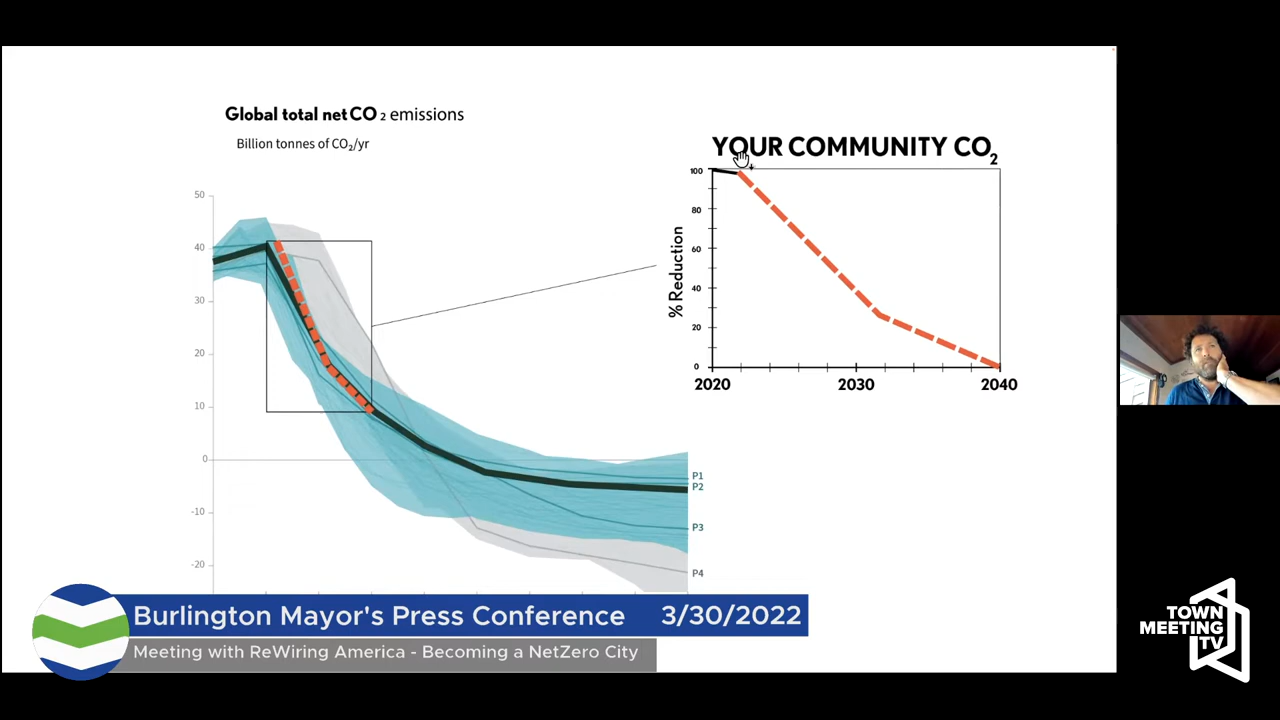 Global total net CO 2 emissions
Billion tonnes of CO₂/yr
50
40
30
20
10
0
-10
-20
P1
P2
P3
P4
YOUR COMMUNITY CO2
% Reduction
100
80
60
40
20
0
2020
2030
2040
Burlington Mayor's Press Conference 3/30/2022
Meeting with ReWiring America - Becoming a NetZero City
TOWN
MEETING
TV